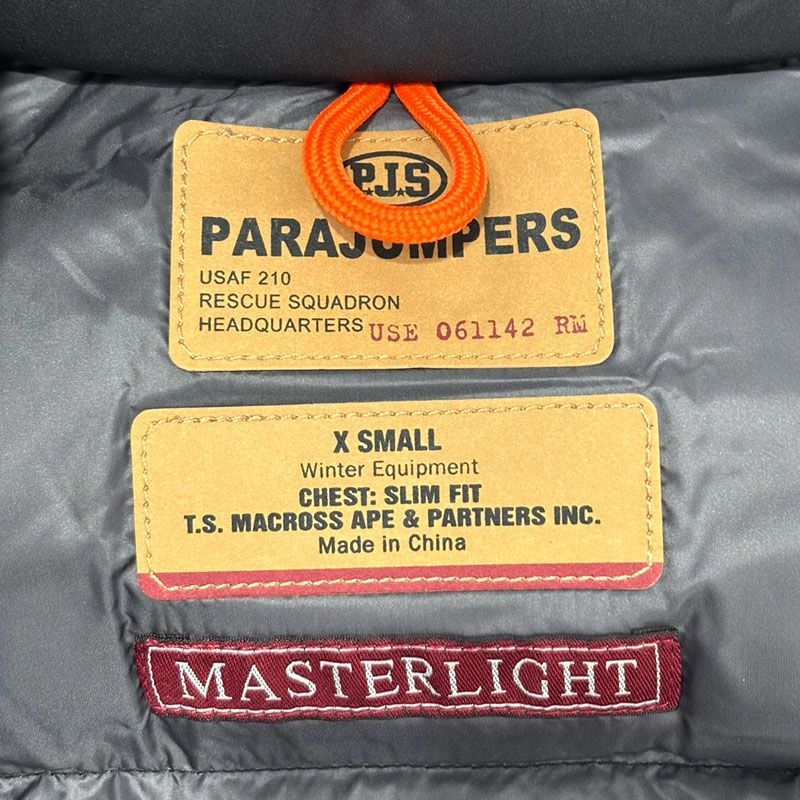 P.J.S
PARAJUMPERS
USAF 210
RESCUE SQUADRON
HEADQUARTERS USE 061142 RM
X SMALL
Winter Equipment
CHEST: SLIM FIT
T.S. MACROSS APE & PARTNERS INC.
Made in China
MASTERLIGHT